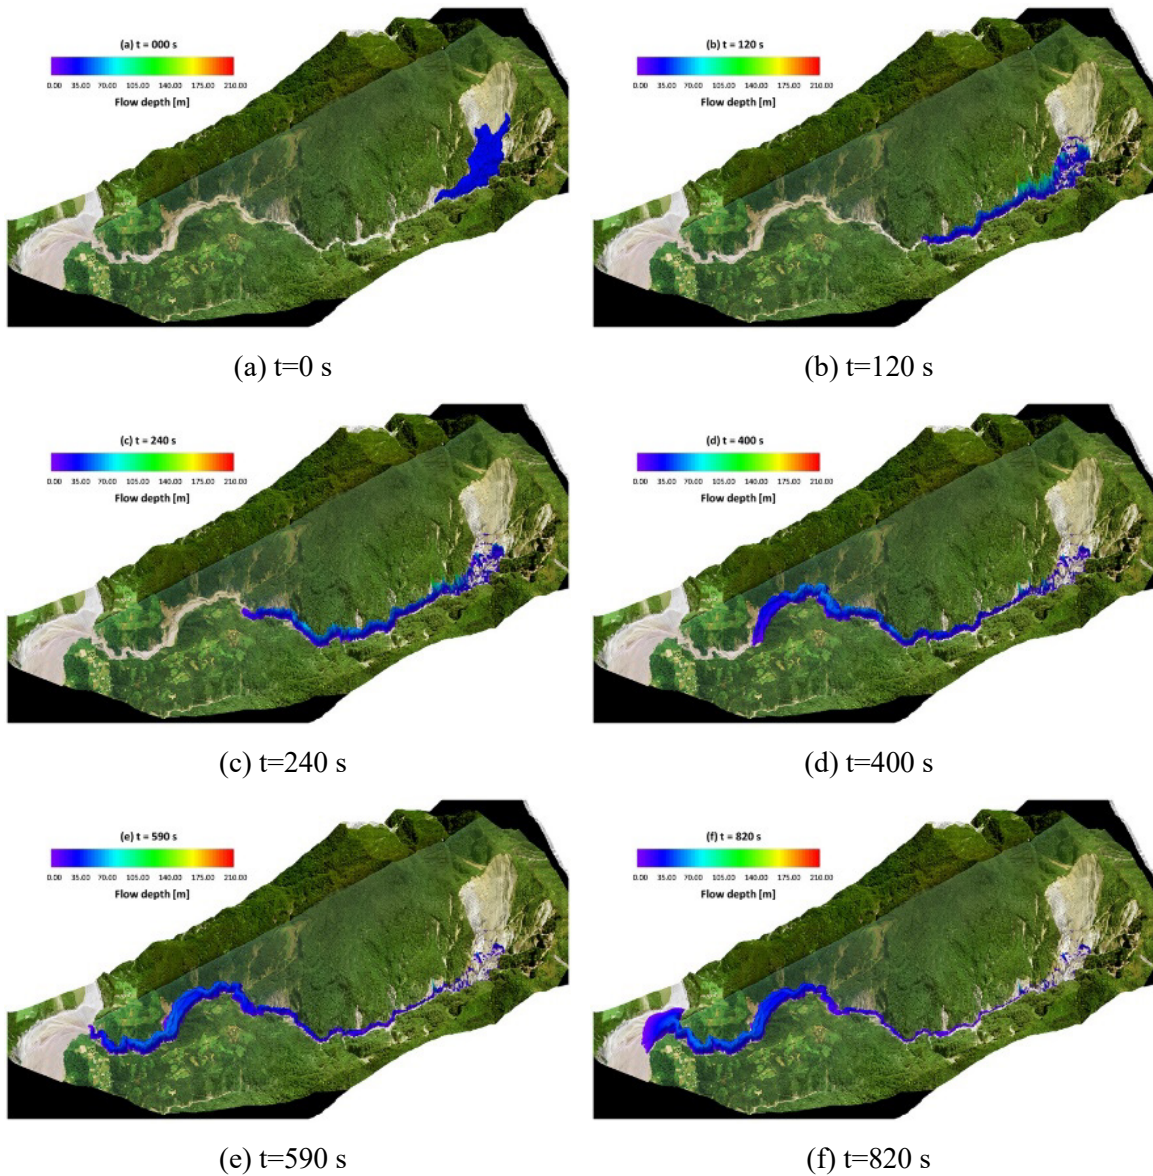 (a) t = 000 s
0.00 35.00 70.00 105.00 140.00 175.00 210.00
Flow depth [m]
(a) t=0 s
(b) t = 120 s
0.00 35.00 70.00 105.00 140.00 175.00 210.00
Flow depth [m]
(b) t=120 s
(c) t = 240 s
0.00 35.00 70.00 105.00 140.00 175.00 210.00
Flow depth [m]
(c) t=240 s
(d) t = 400 s
0.00 35.00 70.00 105.00 140.00 175.00 210.00
Flow depth [m]
(d) t=400 s
(e) t = 590 s
0.00 35.00 70.00 105.00 140.00 175.00 210.00
Flow depth [m]
(e) t=590 s
(f) t = 820 s
0.00 35.00 70.00 105.00 140.00 175.00 210.00
Flow depth [m]
(f) t=820 s